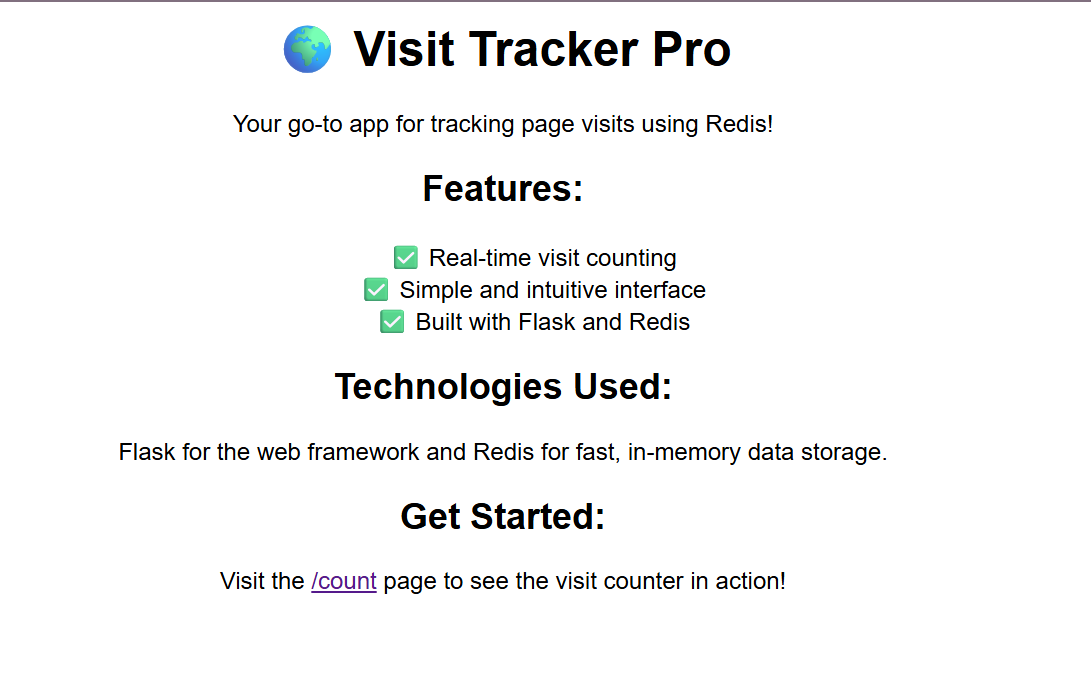 🌍 Visit Tracker Pro
Your go-to app for tracking page visits using Redis!
Features:
✅ Real-time visit counting
✅ Simple and intuitive interface
✅ Built with Flask and Redis
Technologies Used:
Flask for the web framework and Redis for fast, in-memory data storage.
Get Started:
Visit the /count page to see the visit counter in action!